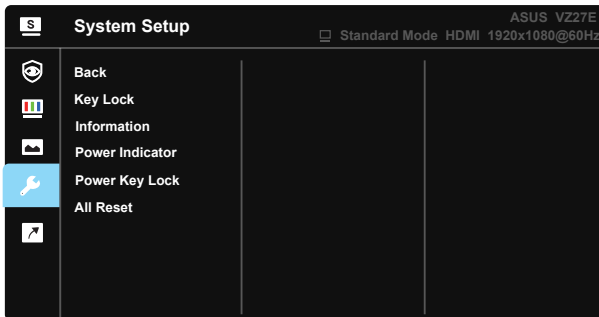 S
System Setup
ASUS VZ27E
Standard Mode HDMI 1920x1080@60Hz
Back
Key Lock
Information
Power Indicator
Power Key Lock
All Reset